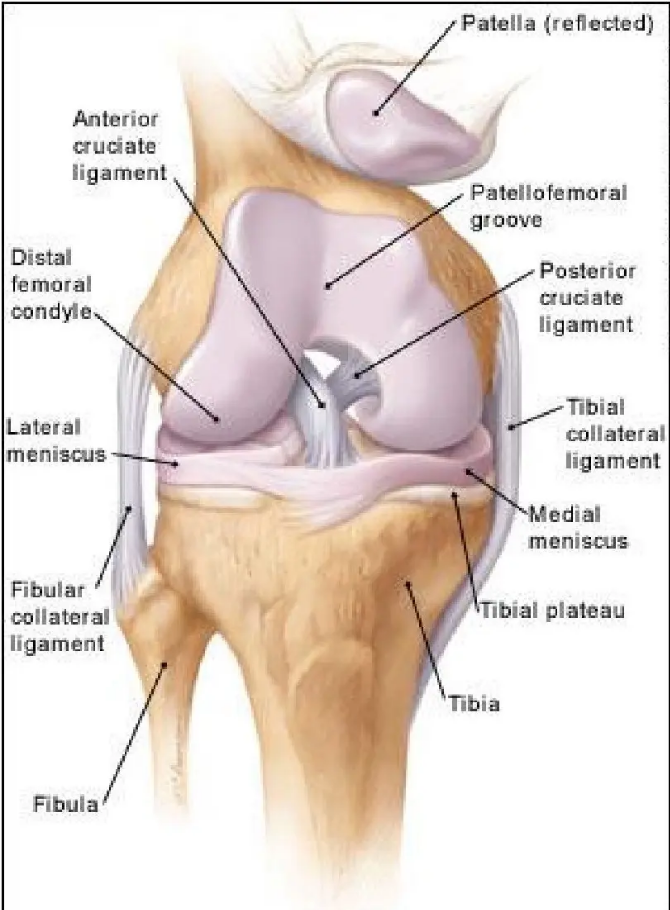 Patella (reflected)
Anterior
cruciate
ligament
Patellofemoral
groove
Distal
femoral
condyle
Posterior
cruciate
ligament
Tibial
collateral
ligament
Lateral
meniscus
Medial
meniscus
Fibular
collateral
ligament
Tibial plateau
Tibia
Fibula